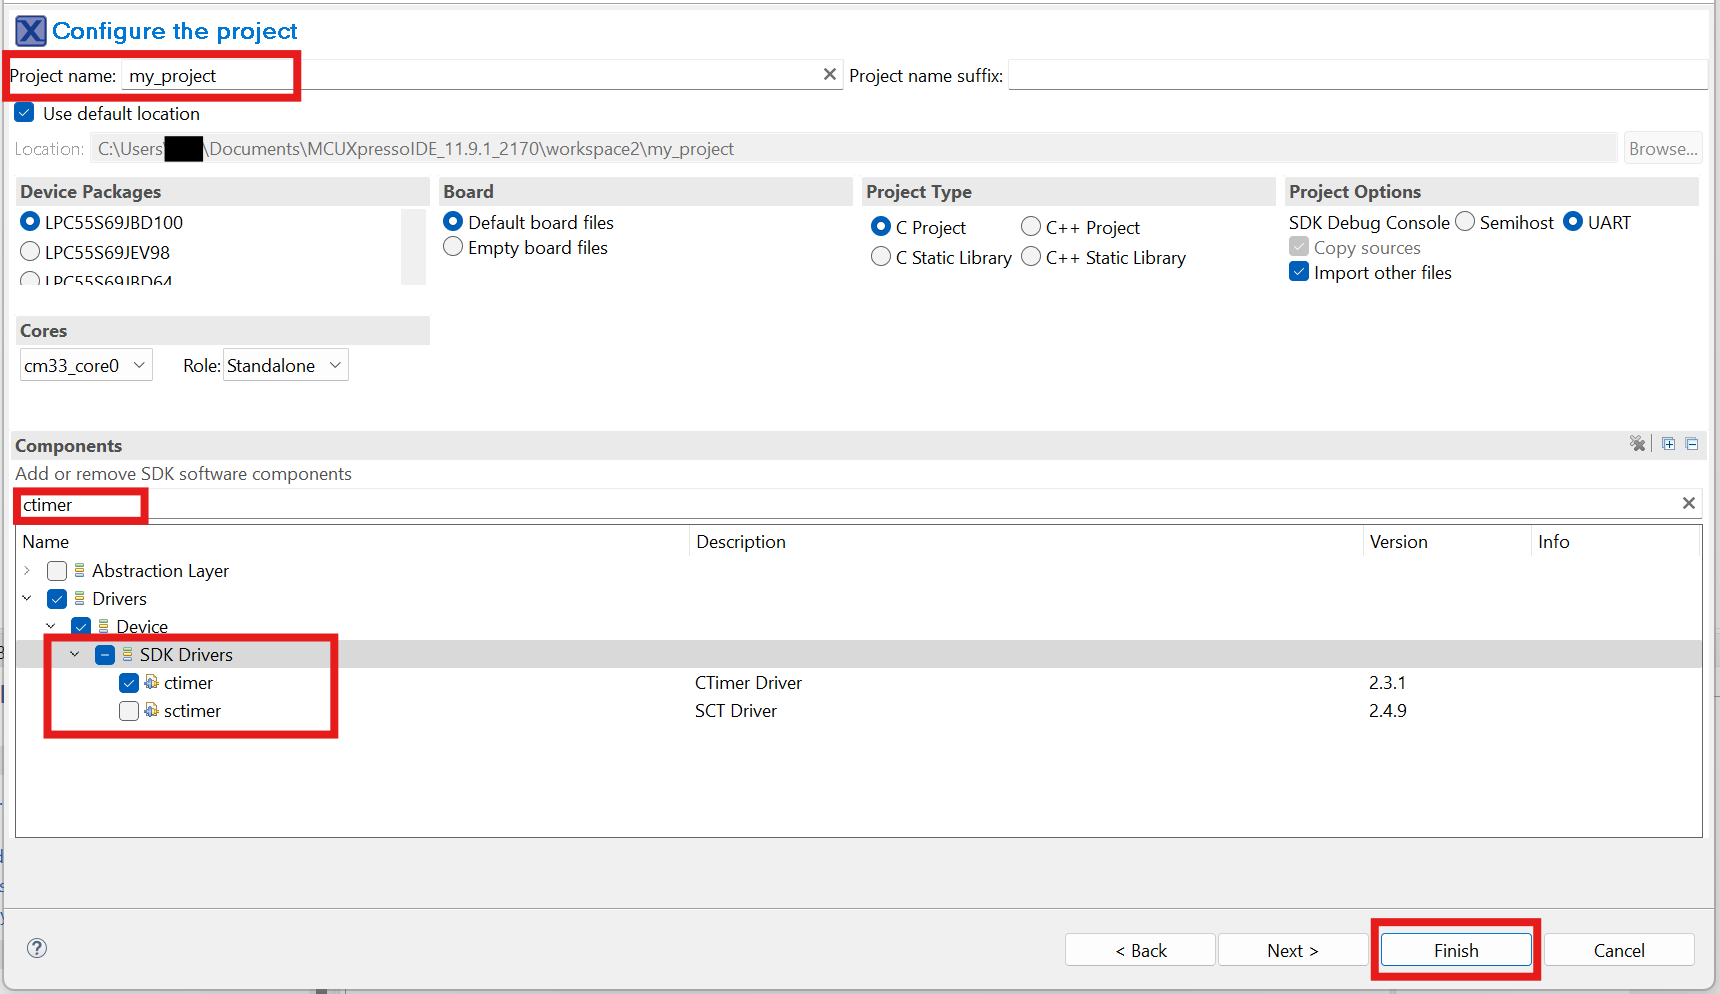 Configure the project
Project name: my_project Project name suffix:
Use default location
Location: C:\Users\ \Documents\MCUXpressoIDE_11.9.1_2170\workspace2\my_project Browse...
Device Packages Board Project Type Project Options
LPC55S69JBD100 Default board files C Project C++ Project SDK Debug Console Semihost UART
LPC55S69JEV98 Empty board files C Static Library C++ Static Library Copy sources
LPC55S69JBD64 Import other files
Cores
cm33_core0 Role: Standalone
Components
Add or remove SDK software components
ctimer
Name Description Version Info
Abstraction Layer
Drivers
Device
SDK Drivers
ctimer CTimer Driver 2.3.1
sctimer SCT Driver 2.4.9
< Back Next > Finish Cancel